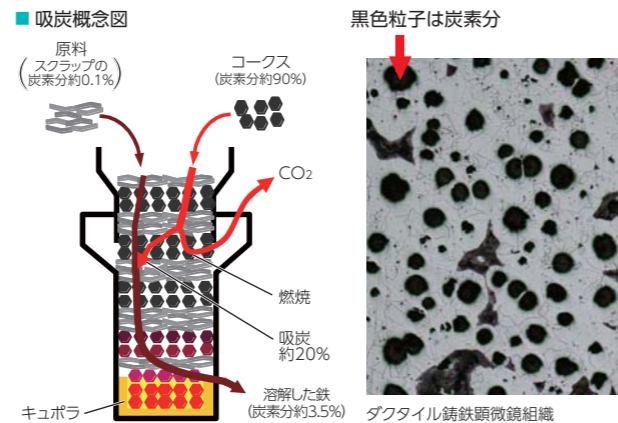 ■ 吸炭概念図
黒色粒子は炭素分
原料
(スクラップの
炭素分約0.1%)
コークス
(炭素分約90%)
CO2
燃焼
吸炭
約20%
溶解した鉄
(炭素分約3.5%)
キュポラ
ダクタイル鋳鉄顕微鏡組織